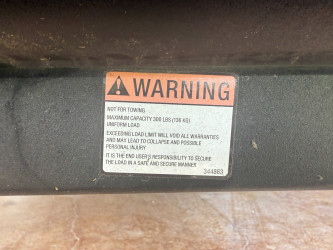 WARNING
NOT FOR TOWING
MAXIMUM CAPACITY 300 LBS (136 KG)
UNIFORM LOAD
EXCEEDING LOAD LIMIT WILL VOID ALL WARRANTIES
AND MAY LEAD TO COLLAPSE AND POSSIBLE
PERSONAL INJURY
IT IS THE END USER'S RESPONSIBILITY TO SECURE
THE LOAD IN A SAFE AND SECURE MANNER
344863